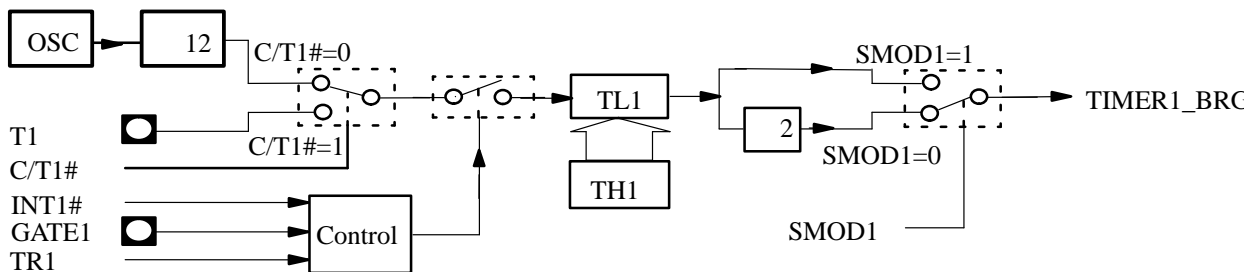 OSC
12
C/T1#=0
SMOD1=1
TL1
TIMER1_BRG
T1
C/T1#=1
2
SMOD1=0
C/T1#
TH1
INT1#
GATE1
Control
SMOD1
TR1